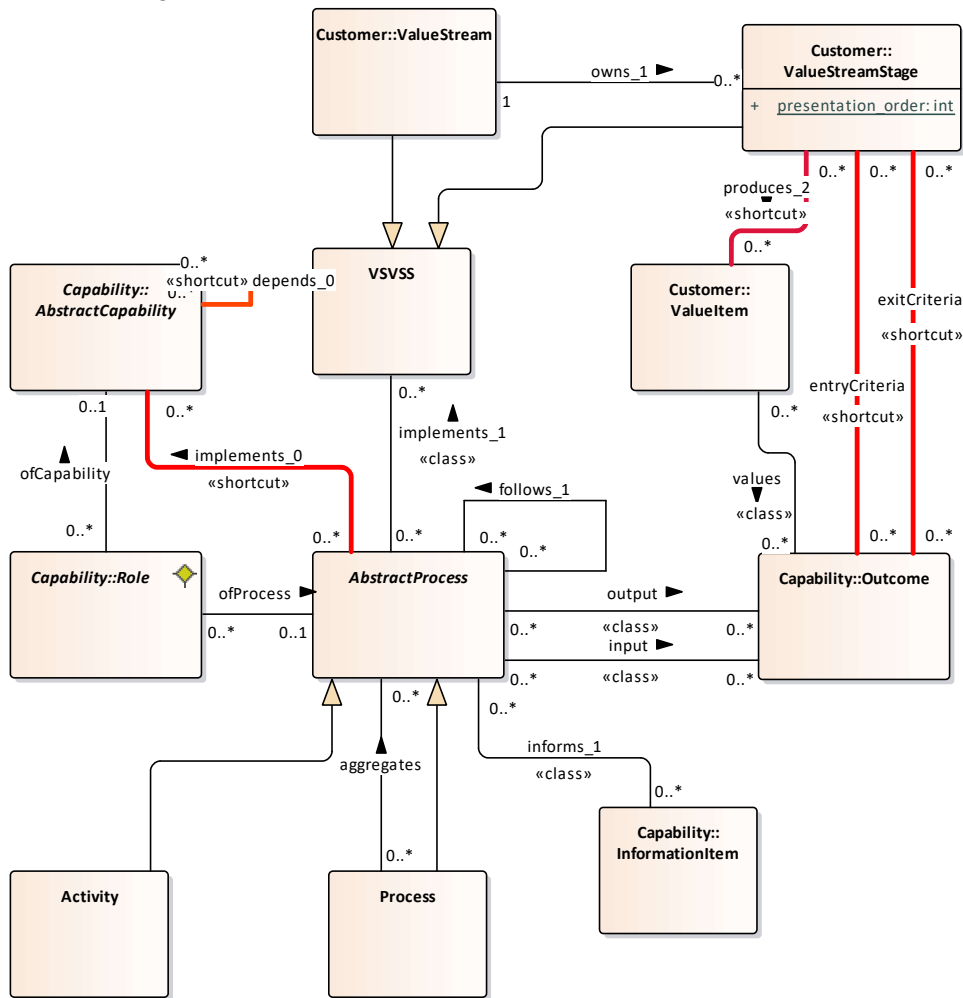 Customer::ValueStream
Customer::
ValueStreamStage
+ presentation_order: int
owns_1
0..*
1
0..*
0..*
0..*
produces_2
«shortcut»
0..*
VSVSS
Capability::
AbstractCapability
0..*
«shortcut» depends_0
0..*
Customer::
ValueItem
exitCriteria
«shortcut»
entryCriteria
«shortcut»
0..1
0..*
0..*
0..*
implements_1
«class»
implements_0
«shortcut»
ofCapability
values
«class»
follows_1
0..*
0..*
0..*
0..*
0..*
0..*
0..*
0..*
Capability::Role
AbstractProcess
Capability::Outcome
ofProcess
0..*
0..1
output
0..*
«class»
0..*
input
0..*
«class»
0..*
0..*
0..*
aggregates
informs_1
«class»
0..*
0..*
Capability::
InformationItem
Activity
Process